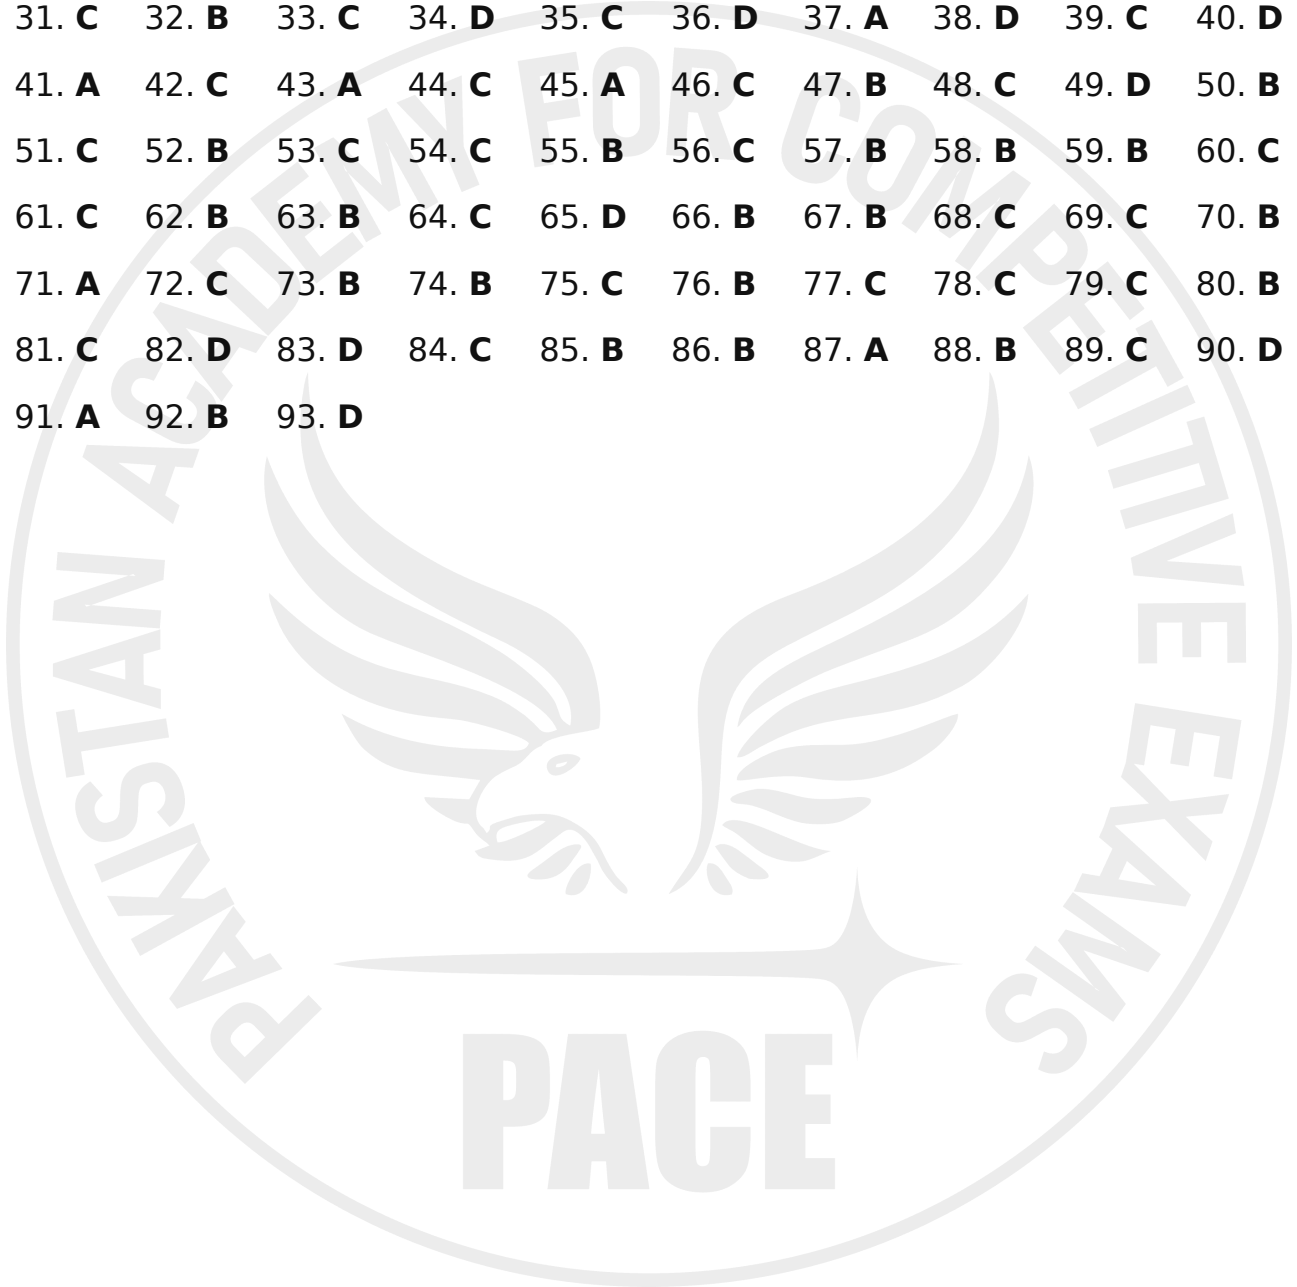 31. C 32. B 33. C 34. D 35. C 36. D 37. A 38. D 39. C 40. D
41. A 42. C 43. A 44. C 45. A 46. C 47. B 48. C 49. D 50. B
51. C 52. B 53. C 54. C 55. B 56. C 57. B 58. B 59. B 60. C
61. C 62. B 63. B 64. C 65. D 66. B 67. B 68. C 69. C 70. B
71. A 72. C 73. B 74. B 75. C 76. B 77. C 78. C 79. C 80. B
81. C 82. D 83. D 84. C 85. B 86. B 87. A 88. B 89. C 90. D
91. A 92. B 93. D
PAKISTAN ACADEMY FOR COMPETITIVE EXAMS
PACE